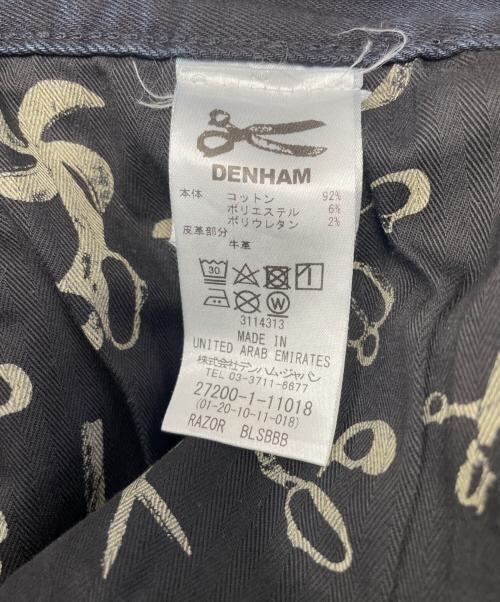 DENHAM
本体 コットン 92%
ポリエステル 6%
ポリウレタン 2%
皮革部分
牛革
30
W
3114313
MADE IN
UNITED ARAB EMIRATES
株式会社デンハム・ジャパン
TEL 03-3711-6677
27200-1-11018
(01-20-10-11-018)
RAZOR BLSBBB